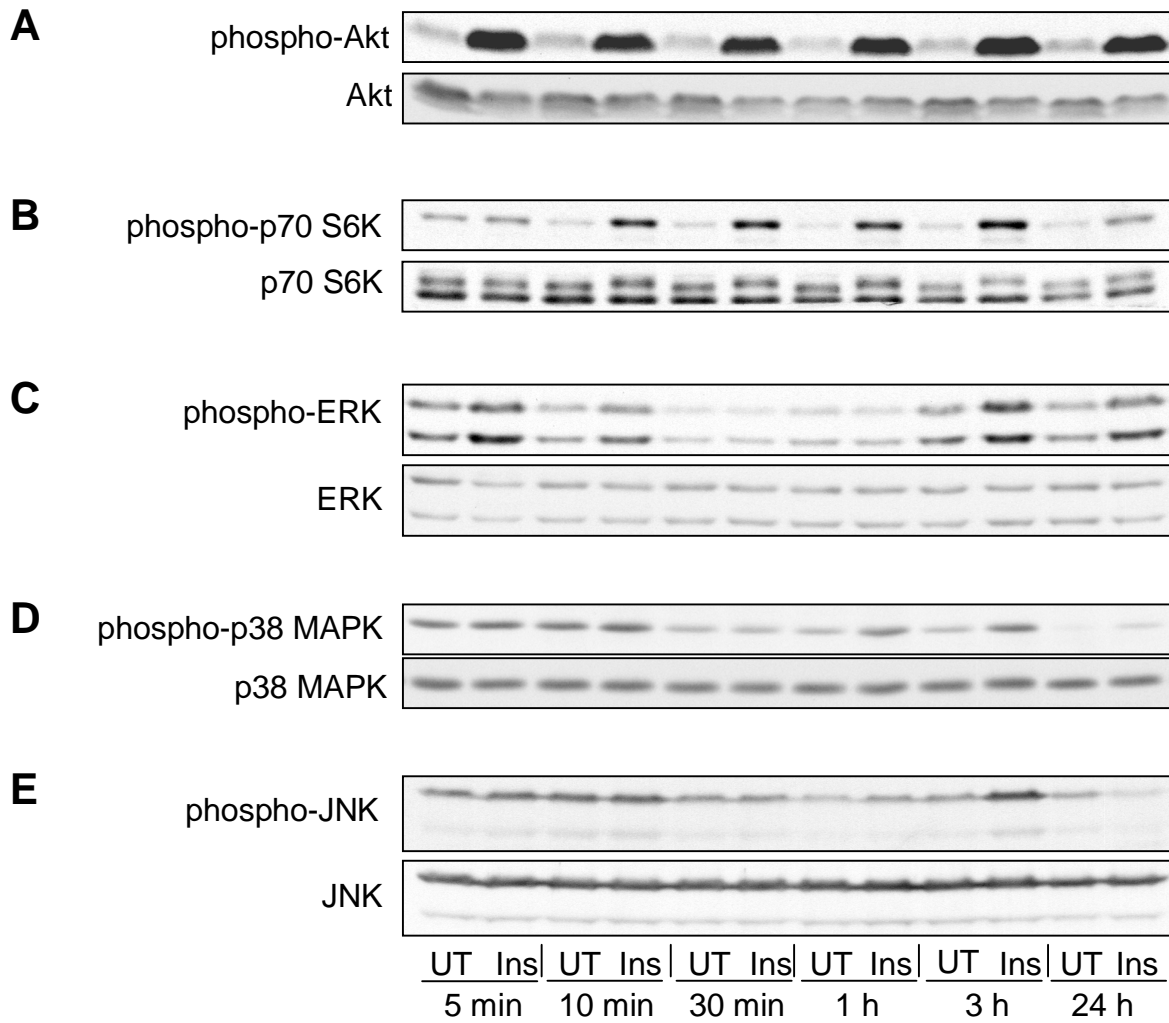 A
phospho-Akt
Akt
B
phospho-p70 S6K
p70 S6K
C
phospho-ERK
ERK
D
phospho-p38 MAPK
p38 MAPK
E
phospho-JNK
JNK
UT Ins UT Ins UT Ins UT Ins UT Ins UT Ins
5 min 10 min 30 min 1 h 3 h 24 h